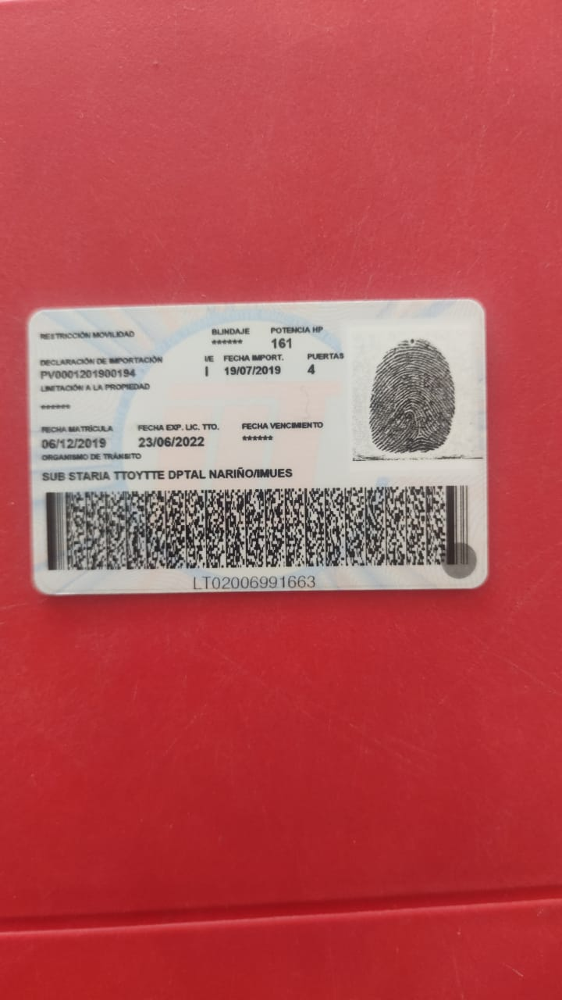 RESTRICCIÓN MOVILIDAD BLINDAJE POTENCIA HP
****** 161
DECLARACIÓN DE IMPORTACIÓN I/E FECHA IMPORT. PUERTAS
PV0001201900194 I 19/07/2019 4
LIMITACIÓN A LA PROPIEDAD
******
FECHA MATRÍCULA FECHA EXP. LIC. TTO. FECHA VENCIMIENTO
06/12/2019 23/06/2022 ******
ORGANISMO DE TRÁNSITO
SUB STARIA TTOYTTE DPTAL NARIÑO/IMUES
LT02006991663